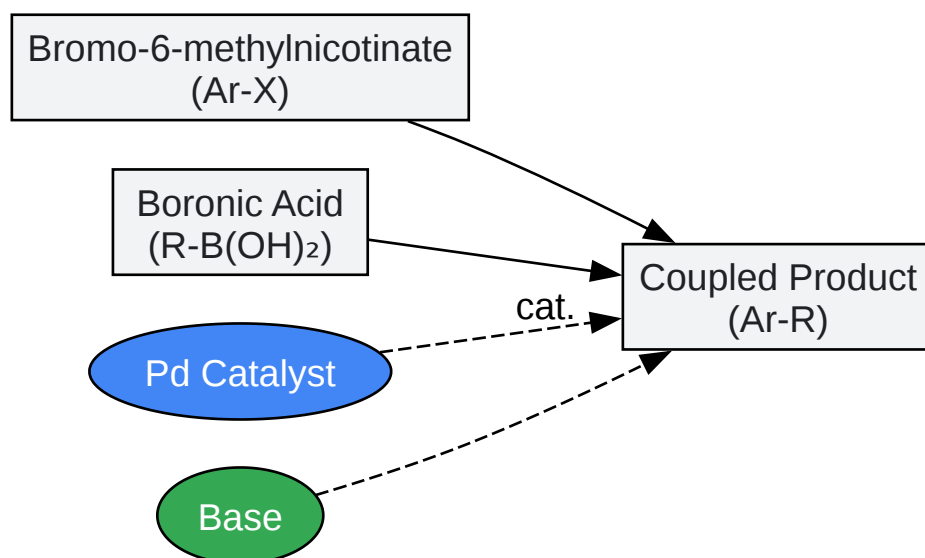 Bromo-6-methylnicotinate
(Ar-X)
Boronic Acid
(R-B(OH)₂)
cat.
Pd Catalyst
Base
Coupled Product
(Ar-R)